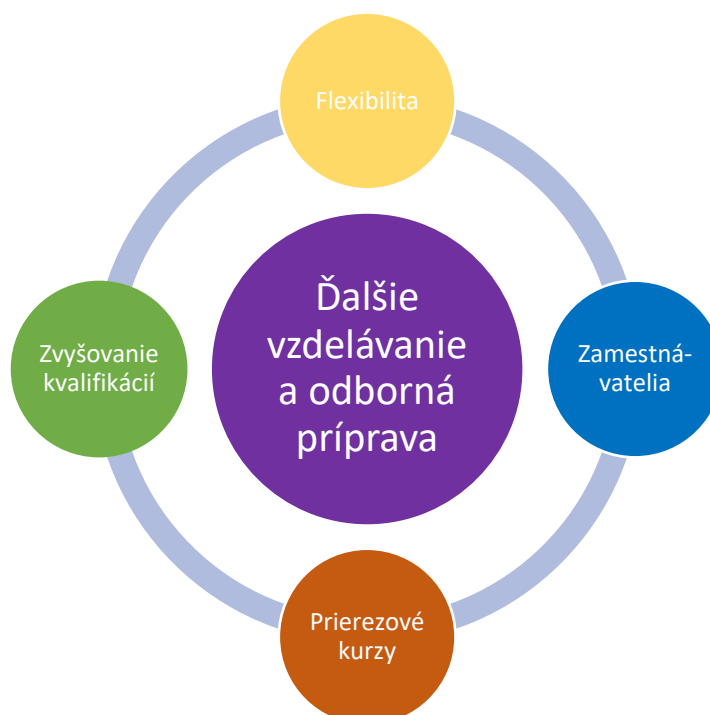 Flexibilita
Ďalšie
vzdelávanie
a odborná
príprava
Zvyšovanie
kvalifikácií
Zamestná-
vatelia
Prierezové
kurzy